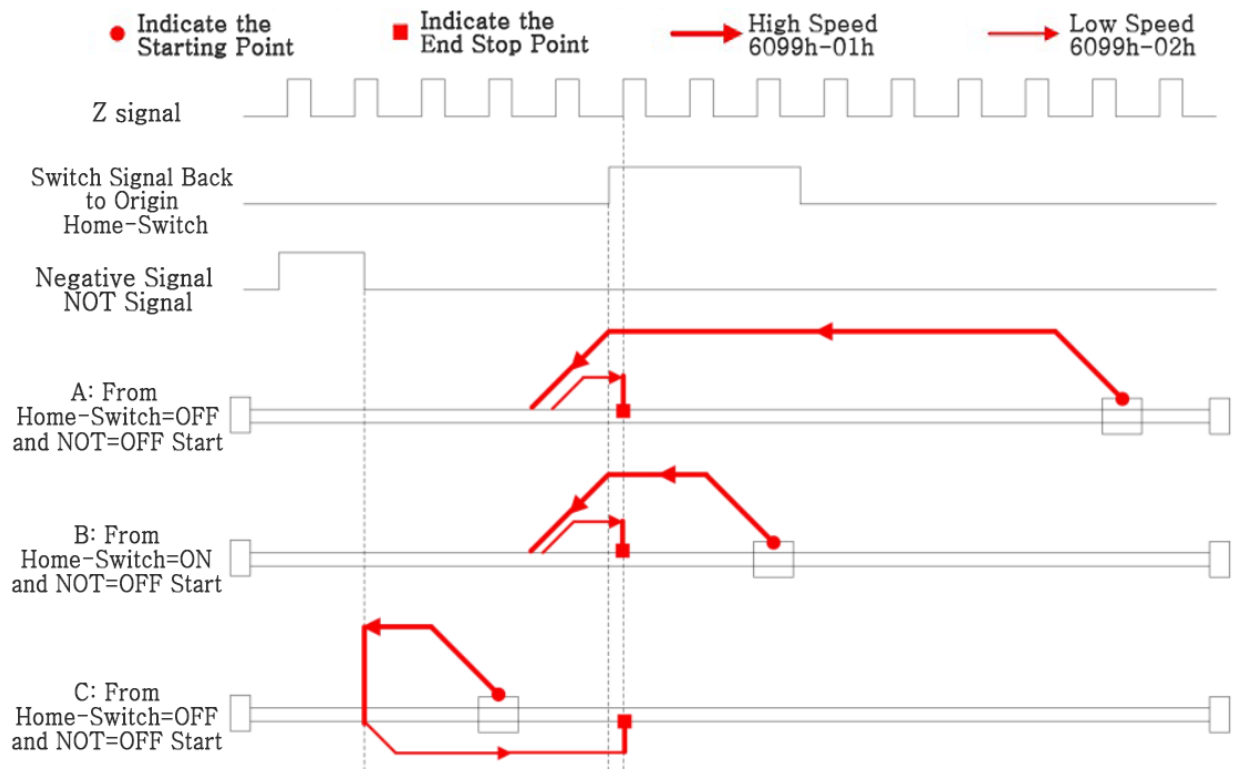 Indicate the
Starting Point
Indicate the
End Stop Point
High Speed
6099h-01h
Low Speed
6099h-02h
Z signal
Switch Signal Back
to Origin
Home-Switch
Negative Signal
NOT Signal
A: From
Home-Switch=OFF
and NOT=OFF Start
B: From
Home-Switch=ON
and NOT=OFF Start
C: From
Home-Switch=OFF
and NOT=OFF Start